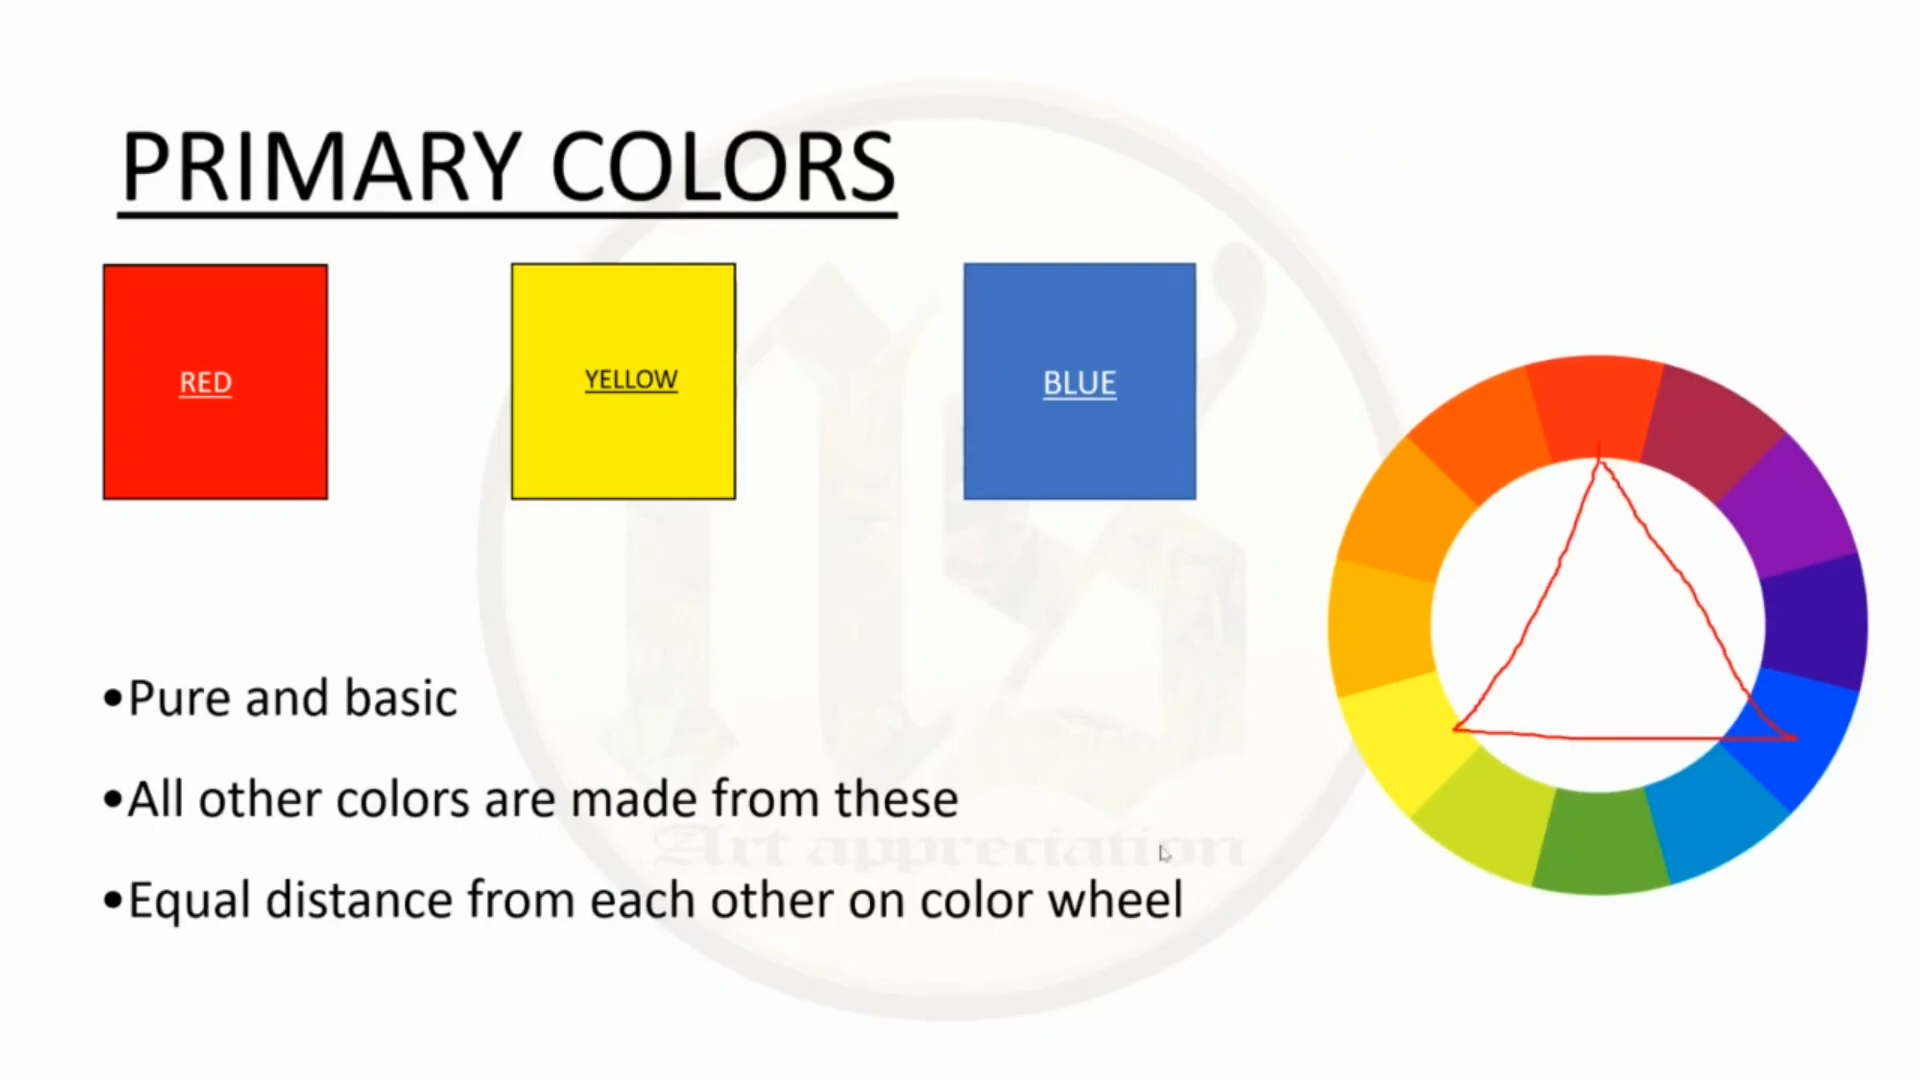 PRIMARY COLORS
RED
YELLOW
BLUE
•Pure and basic
•All other colors are made from these
Art appreciation
•Equal distance from each other on color wheel